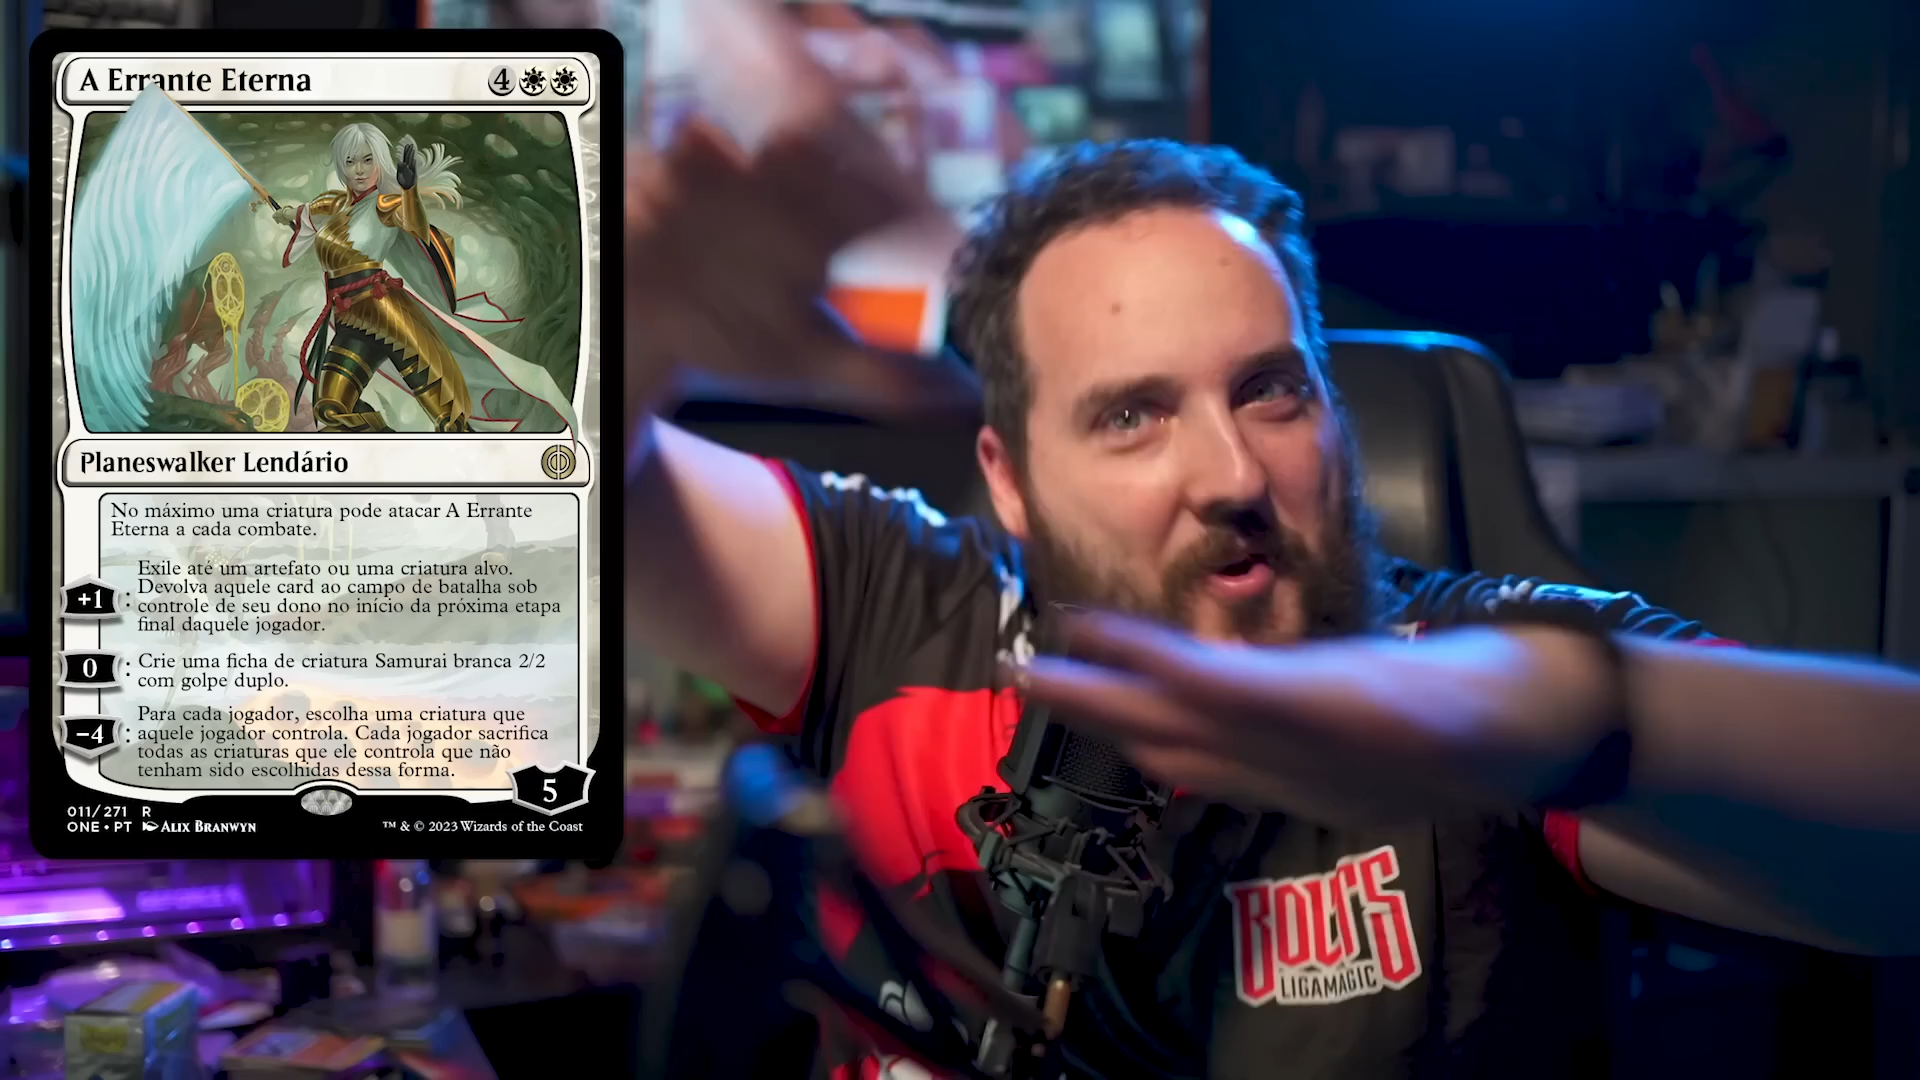 A Errante Eterna
4
Planeswalker Lendário
No máximo uma criatura pode atacar A Errante
Eterna a cada combate.
+1 : Exile até um artefato ou uma criatura alvo.
Devolva aquele card ao campo de batalha sob
controle de seu dono no início da próxima etapa
final daquele jogador.
0 : Crie uma ficha de criatura Samurai branca 2/2
com golpe duplo.
-4 : Para cada jogador, escolha uma criatura que
aquele jogador controla. Cada jogador sacrifica
todas as criaturas que ele controla que não
tenham sido escolhidas dessa forma.
5
011/271 R
ONE • PT Alix Branwyn
™ & © 2023 Wizards of the Coast
BOLTS
LIGAMAGIC